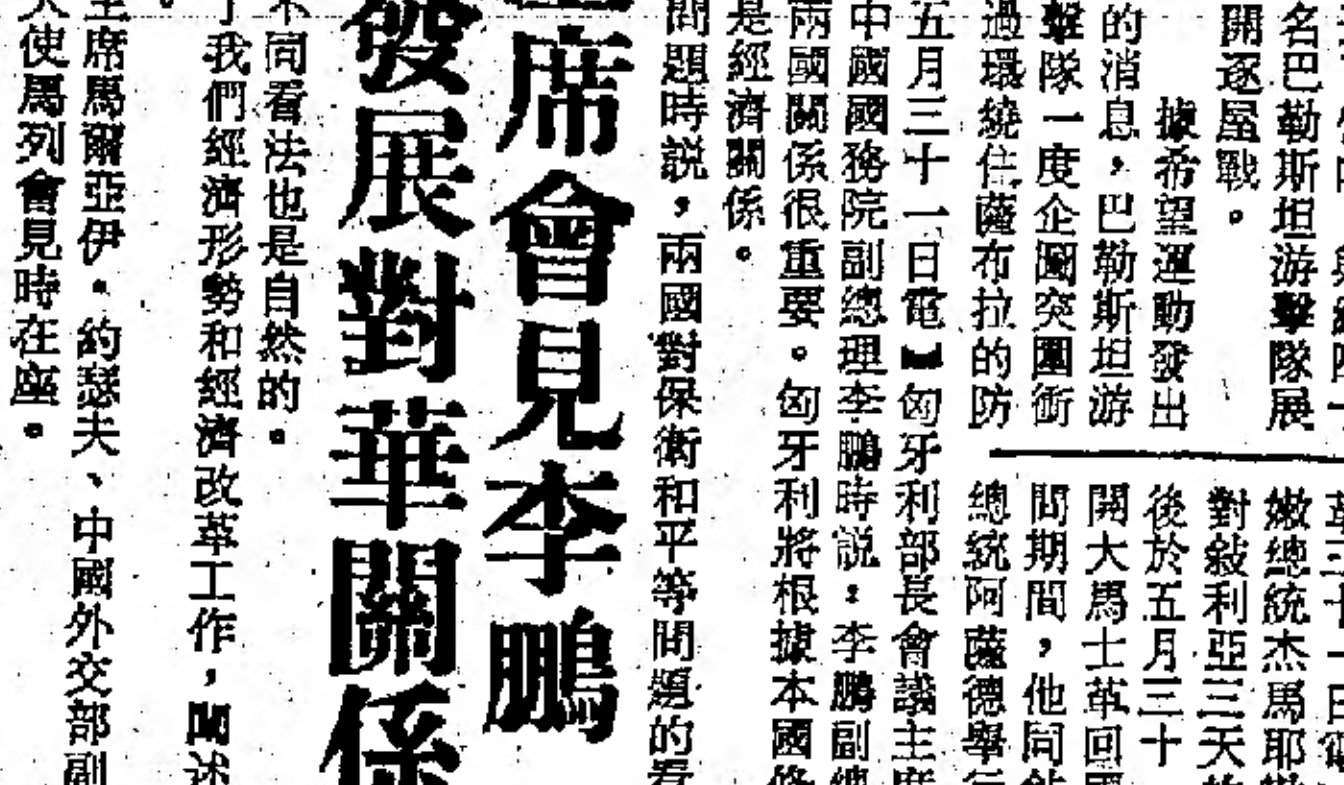 名巴勒斯坦游擊隊展
開逐屋戰。
據希望運動發出
的消息，巴勒斯坦游
擊隊一度企圖突圍衝
過環繞住薩布拉的防
嫩總統杰馬耶
對敍利亞三天
後於五月三十
開大馬士革回
問期間，他同
總統阿薩德舉行
五月三十一日電】匈牙利部長會議主席
中國國務院副總理李鵬時説：李鵬副總
兩國關係很重要。匈牙利將根據本國
是經濟關係。
問題時説，兩國對保衛和平等問題的看
席會見李鵬
發展對華關係
不同看法也是自然的。
了我們經濟形勢和經濟改革工作，闡述
。
主席馬爾亞伊·約瑟夫、中國外交部副
大使馬列會見時在座。